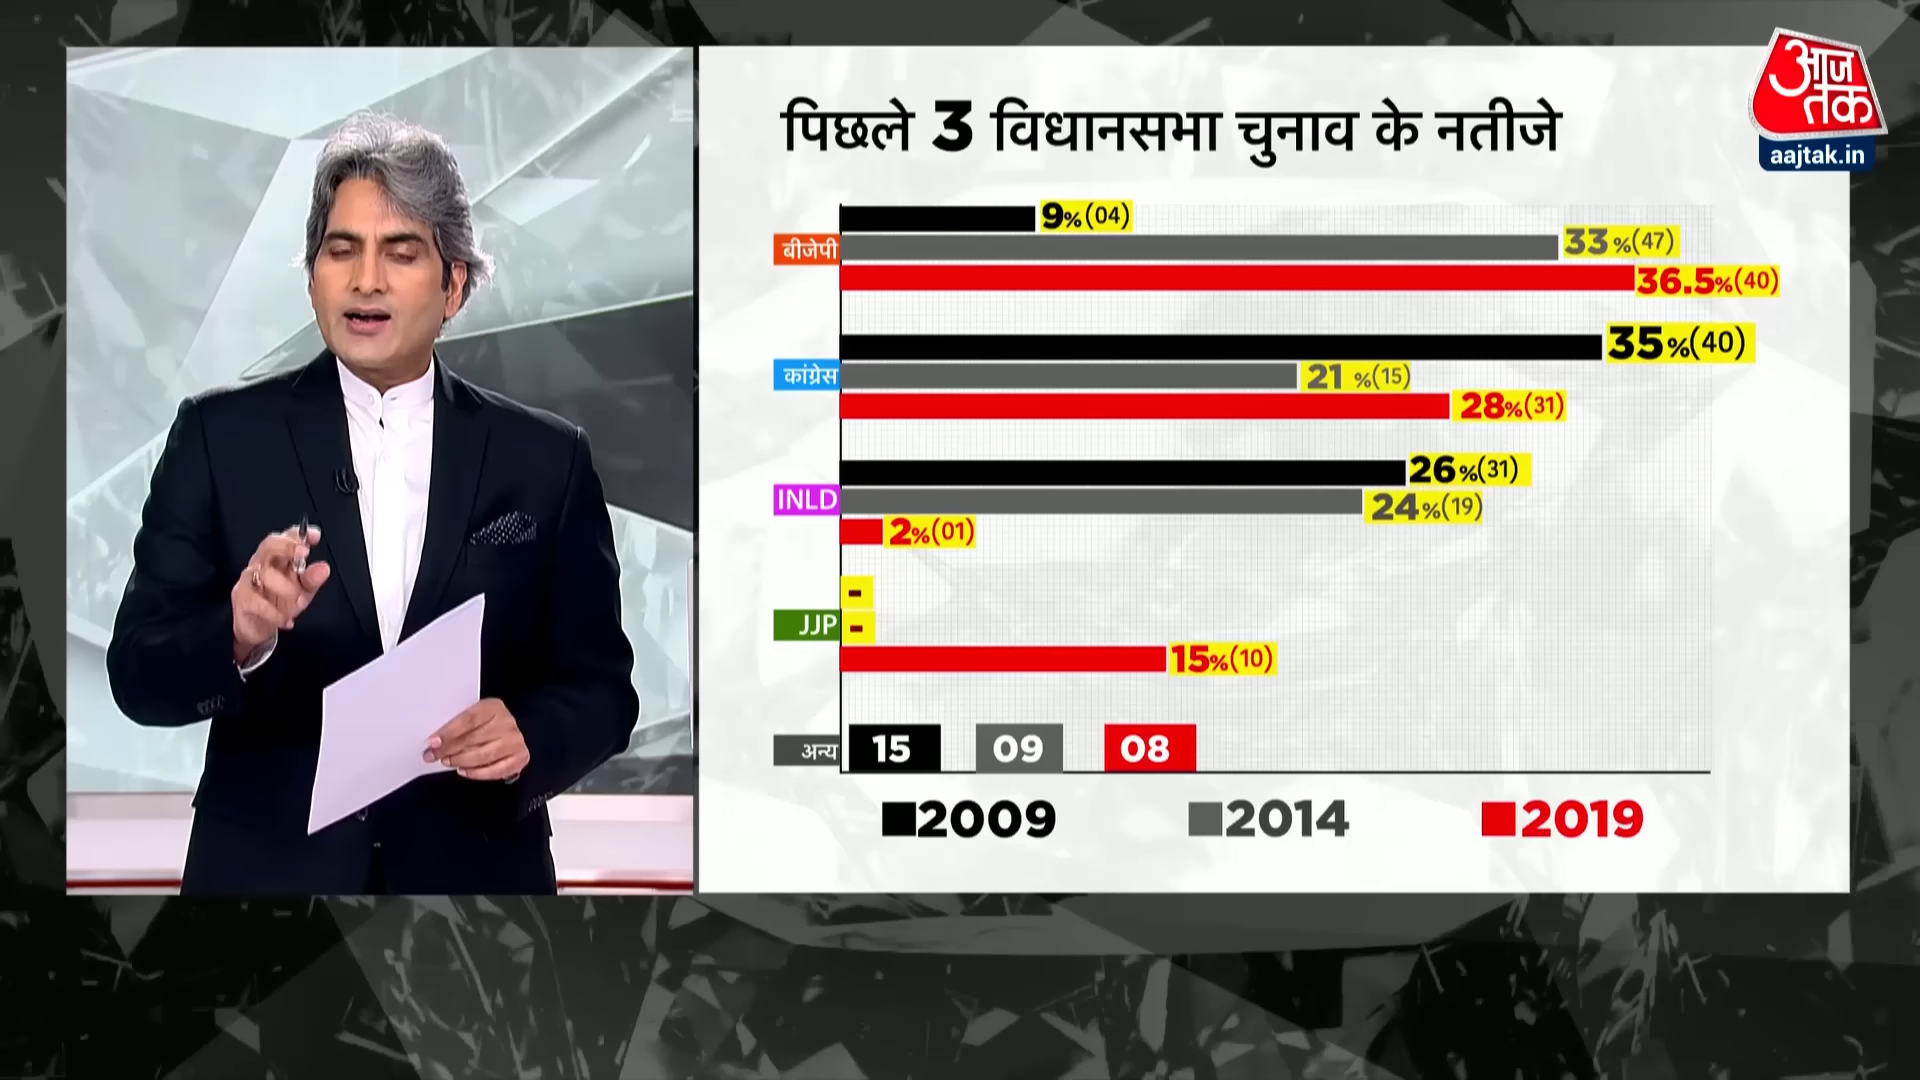 आज
तक
aajtak.in
पिछले 3 विधानसभा चुनाव के नतीजे
9%(04)
बीजेपी 33%(47)
36.5%(40)
35%(40)
कांग्रेस 21 %(15)
28%(31)
26%(31)
INLD 24%(19)
2%(01)
-
JJP -
15%(10)
अन्य 15 09 08
2009 2014 2019